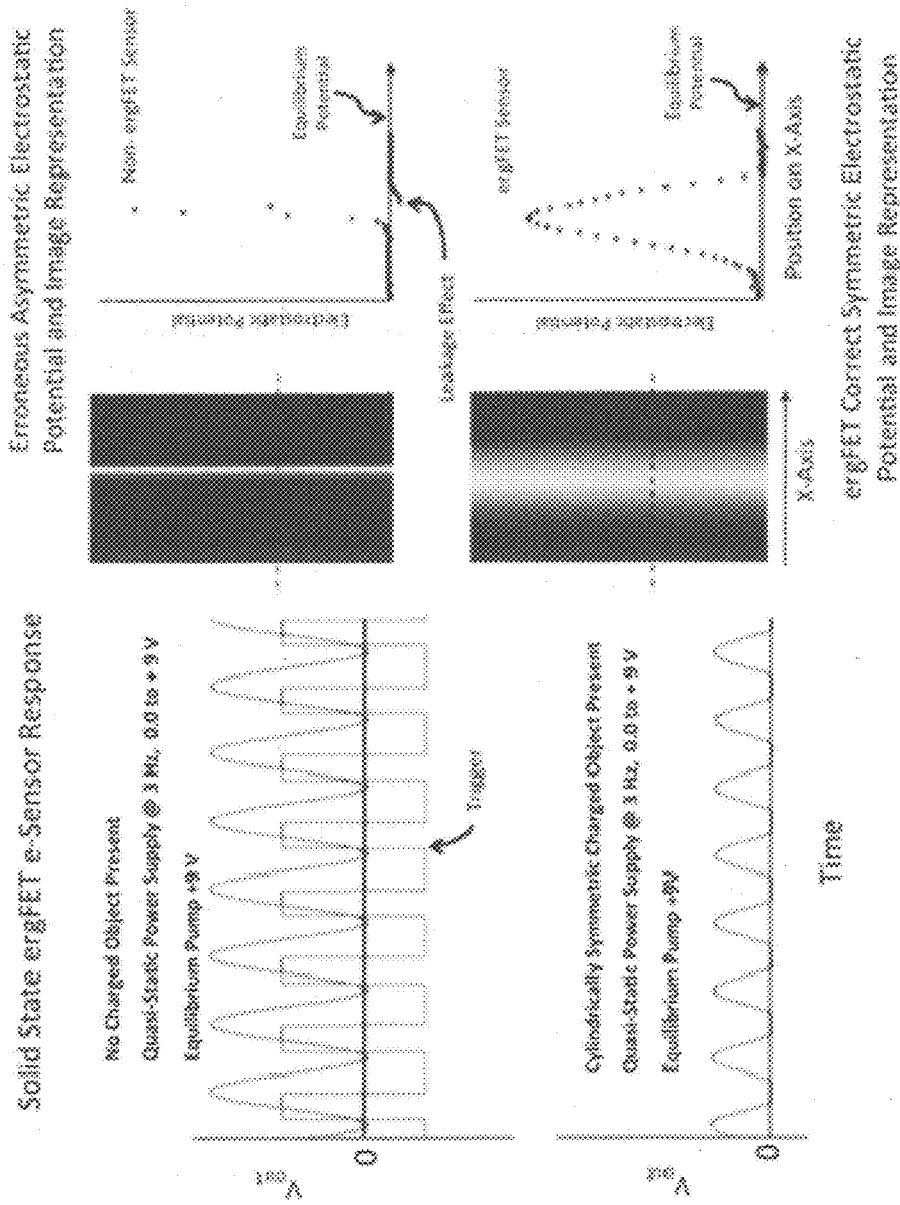 Solid State ergFET e-Sensor Response
No Charged Object Present
Quasi-Static Power Supply @ 3 Hz, 0.0 to + 9 V
Equilibrium Pump +9 V
V out
0
Trigger
Cylindrically Symmetric Charged Object Present
Quasi-Static Power Supply @ 3 Hz, 0.0 to + 9 V
Equilibrium Pump +9V
V out
0
Time
Erroneous Asymmetric Electrostatic
Potential and Image Representation
Non- ergFET Sensor
Electrostatic Potential
Equilibrium
Potential
Leakage Effect
ergFET Sensor
Electrostatic Potential
Equilibrium
Potential
X-Axis
Position on X-Axis
ergFET Correct Symmetric Electrostatic
Potential and Image Representation